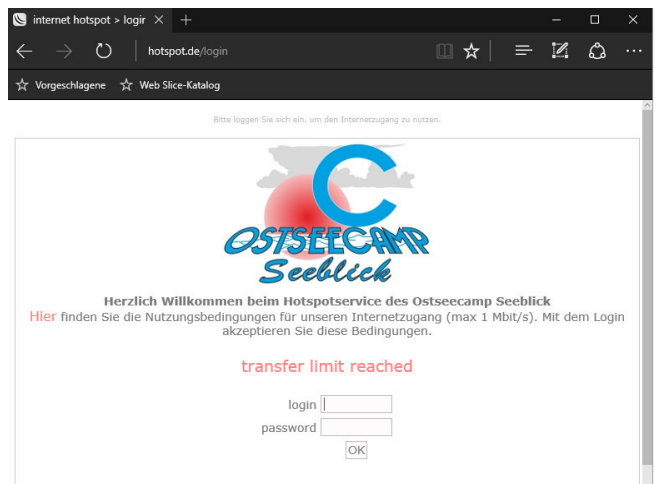 internet hotspot > login
hotspot.de/login
Vorgeschlagene
Web Slice-Katalog
Bitte loggen Sie sich ein, um den Internetzugang zu nutzen.
C
OSTSEECAMP
Seeblick
Herzlich Willkommen beim Hotspotservice des Ostseecamp Seeblick
Hier finden Sie die Nutzungsbedingungen für unseren Internetzugang (max 1 Mbit/s). Mit dem Login
akzeptieren Sie diese Bedingungen.
transfer limit reached
login
password
OK